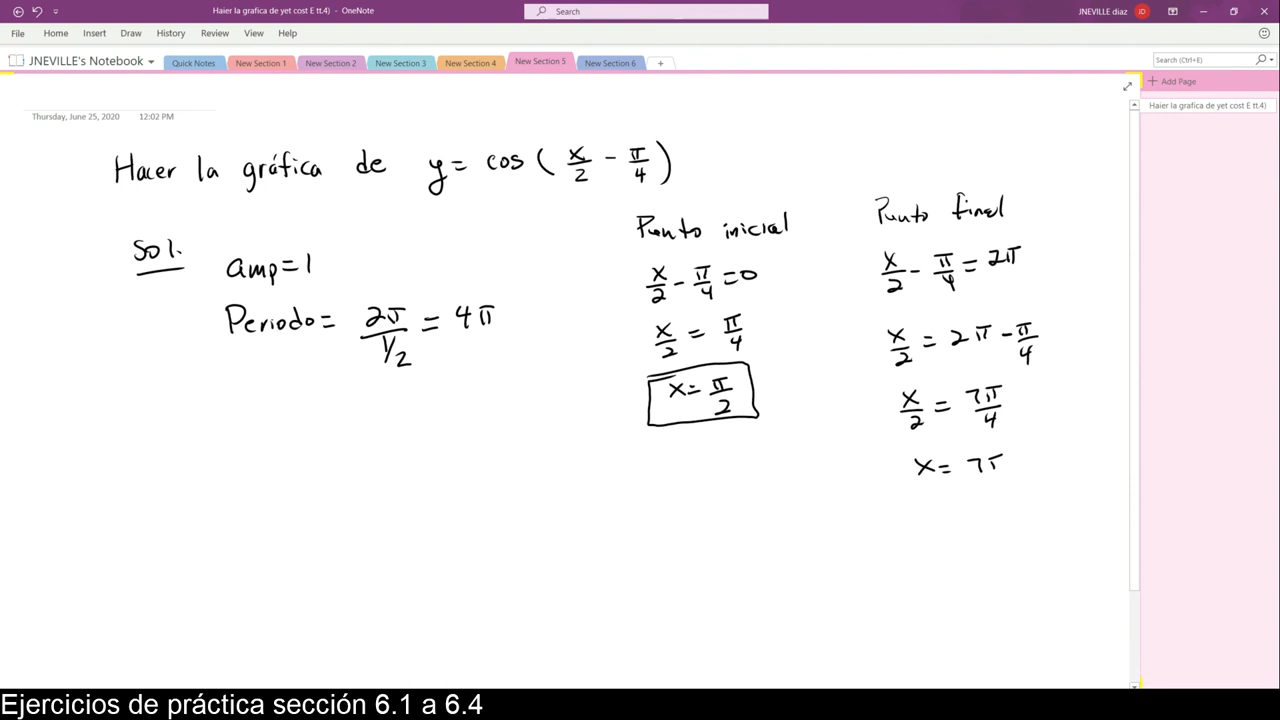 Haier la grafica de yet cost E tt.4) - OneNote
Search
JNEVILLE diaz
JD
File Home Insert Draw History Review View Help
JNEVILLE's Notebook
Quick Notes
New Section 1
New Section 2
New Section 3
New Section 4
New Section 5
New Section 6
Search (Ctrl+E)
Add Page
Haier la grafica de yet cost E tt.4)
Thursday, June 25, 2020 12:02 PM
Hacer la gráfica de y = cos ( x/2 - π/4 )
Sol.
amp = 1
Periodo = 2π / 1/2 = 4π
Punto inicial
x/2 - π/4 = 0
x/2 = π/4
x = π/2
Punto final
x/2 - π/4 = 2π
x/2 = 2π - π/4
x/2 = 7π/4
x = 7π
Ejercicios de práctica sección 6.1 a 6.4